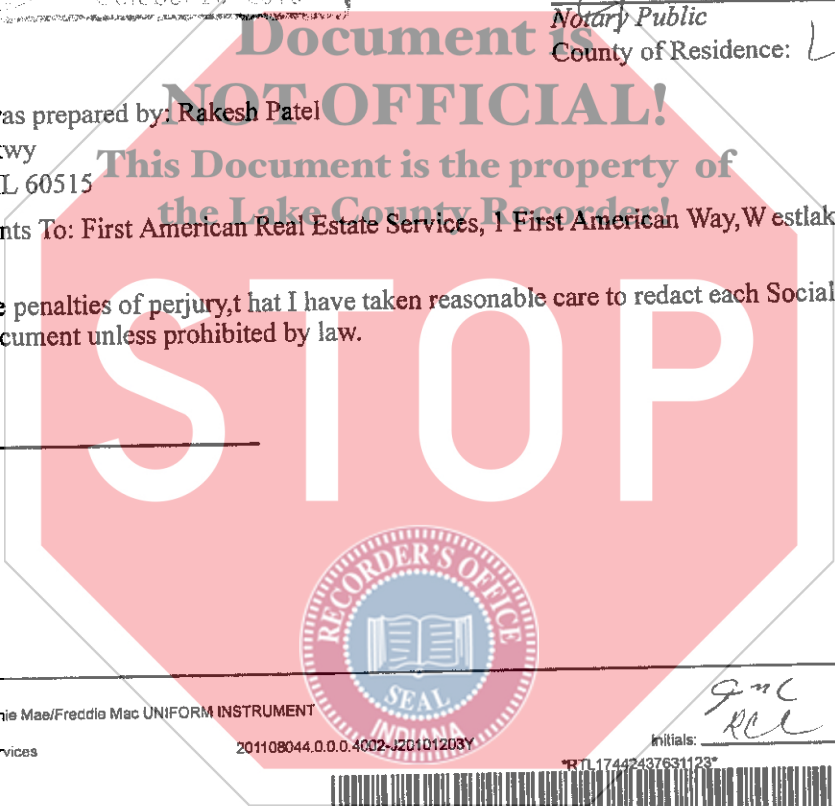 Document is
Notary Public
County of Residence:
NOT OFFICIAL!
as prepared by: Rakesh Patel
wy
This Document is the property of
L 60515
the Lake County Recorder!
nts To: First American Real Estate Services, 1 First American Way,W estlak
e penalties of perjury,t hat I have taken reasonable care to redact each Social
cument unless prohibited by law.
STOP
RECORDER'S OFFICE
SEAL
INDIANA
nie Mae/Freddie Mac UNIFORM INSTRUMENT
rvices
201108044.0.0.0.4002-J20101203Y
Initials:
*RTL17442437631123*